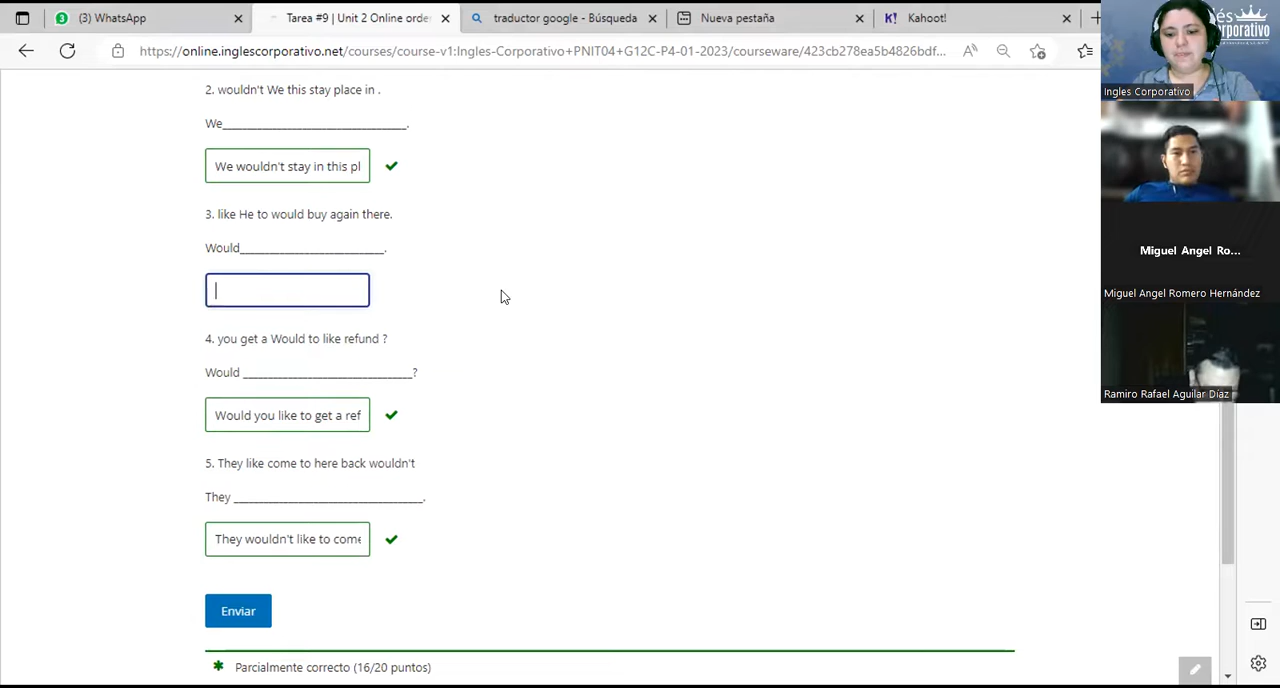 (3) WhatsApp
Tarea #9 | Unit 2 Online orde
traductor google - Búsqueda
Nueva pestaña
K! Kahoot!
https://online.inglescorporativo.net/courses/course-v1:Ingles-Corporativo+PNIT04+G12C-P4-01-2023/courseware/423cb278ea5b4826bdf...
Ingles Corporativo
Miguel Angel Ro...
Miguel Angel Romero Hernández
Ramiro Rafael Aguilar Díaz
2. wouldn't We this stay place in .
We__________________________________.
We wouldn't stay in this pl
3. like He to would buy again there.
Would___________________________.
4. you get a Would to like refund ?
Would ________________________________?
Would you like to get a ref
5. They like come to here back wouldn't
They ____________________________________.
They wouldn't like to come
Enviar
Parcialmente correcto (16/20 puntos)